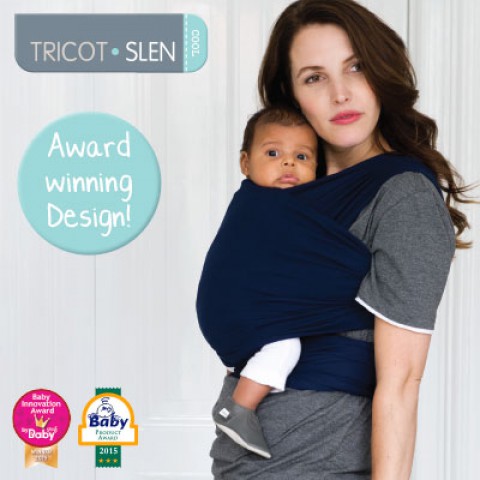 TRICOT • SLEN
COOL
Award
winning
Design!
Baby
Innovation
Award
Baby
Baby
PRODUCT
AWARD
2015